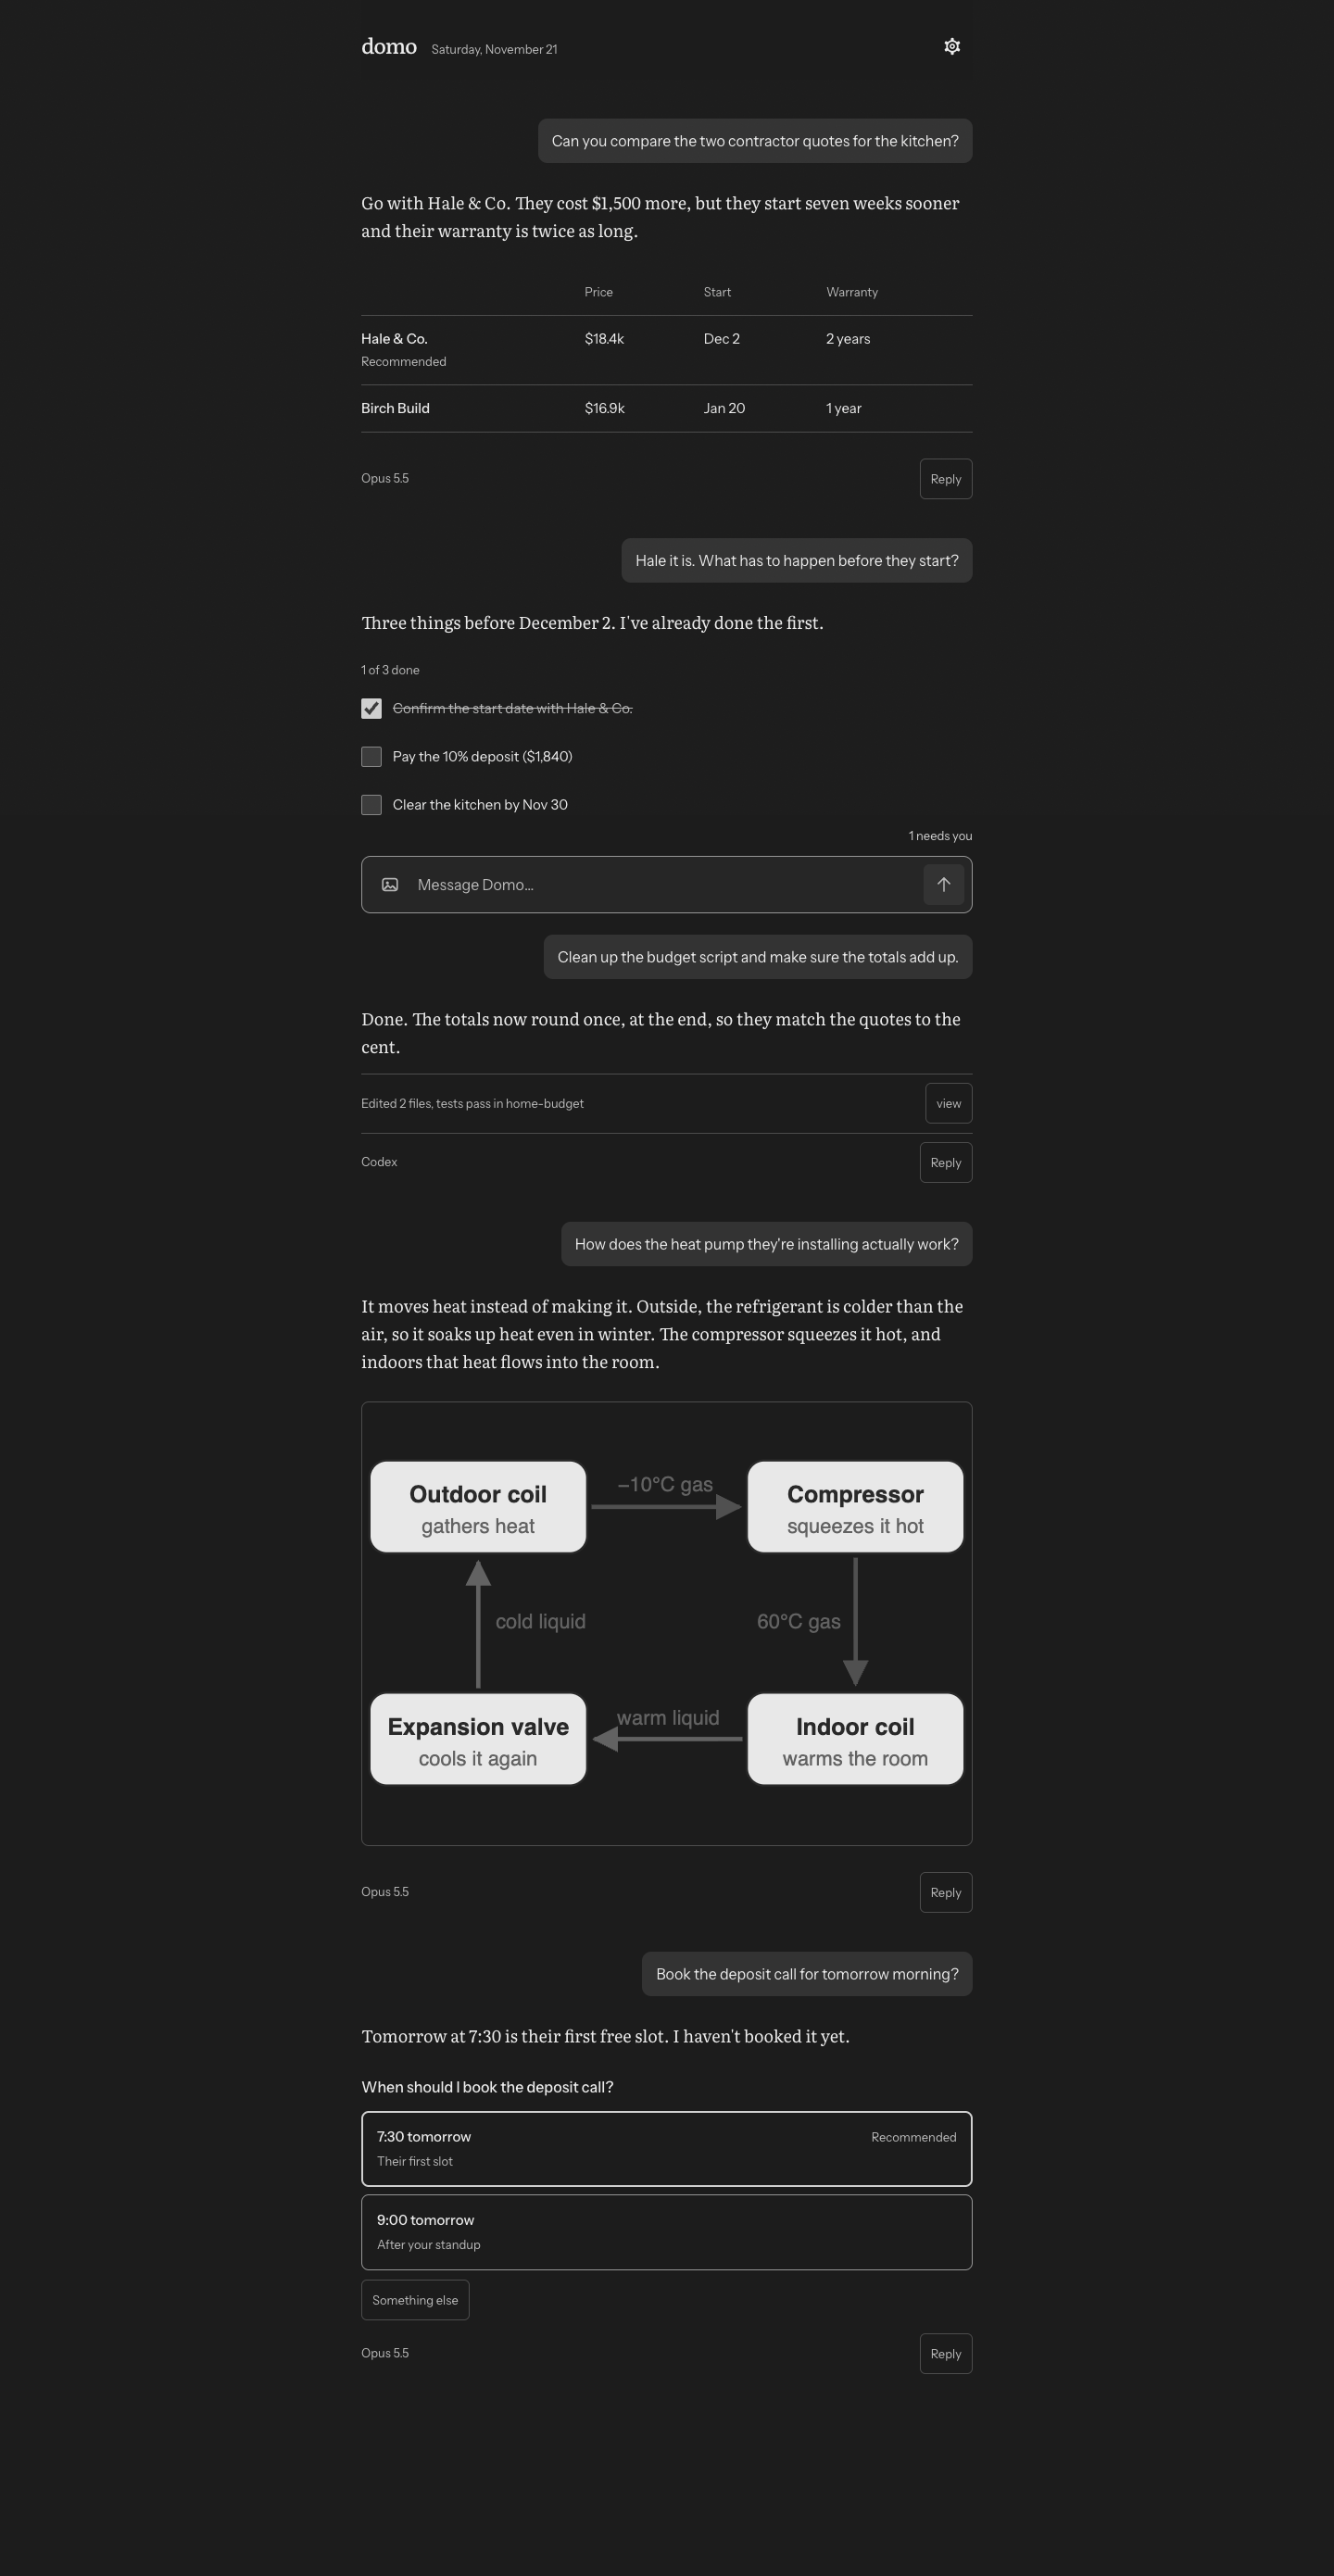 domo Saturday, November 21
Can you compare the two contractor quotes for the kitchen?
Go with Hale & Co. They cost $1,500 more, but they start seven weeks sooner
and their warranty is twice as long.
Price Start Warranty
Hale & Co. $18.4k Dec 2 2 years
Recommended
Birch Build $16.9k Jan 20 1 year
Opus 5.5 Reply
Hale it is. What has to happen before they start?
Three things before December 2. I've already done the first.
1 of 3 done
Confirm the start date with Hale & Co.
Pay the 10% deposit ($1,840)
Clear the kitchen by Nov 30
1 needs you
Message Domo...
Clean up the budget script and make sure the totals add up.
Done. The totals now round once, at the end, so they match the quotes to the
cent.
Edited 2 files, tests pass in home-budget view
Codex Reply
How does the heat pump they're installing actually work?
It moves heat instead of making it. Outside, the refrigerant is colder than the
air, so it soaks up heat even in winter. The compressor squeezes it hot, and
indoors that heat flows into the room.
Outdoor coil
gathers heat
–10°C gas
Compressor
squeezes it hot
cold liquid
60°C gas
Expansion valve
cools it again
warm liquid
Indoor coil
warms the room
Opus 5.5 Reply
Book the deposit call for tomorrow morning?
Tomorrow at 7:30 is their first free slot. I haven't booked it yet.
When should I book the deposit call?
7:30 tomorrow Recommended
Their first slot
9:00 tomorrow
After your standup
Something else
Opus 5.5 Reply